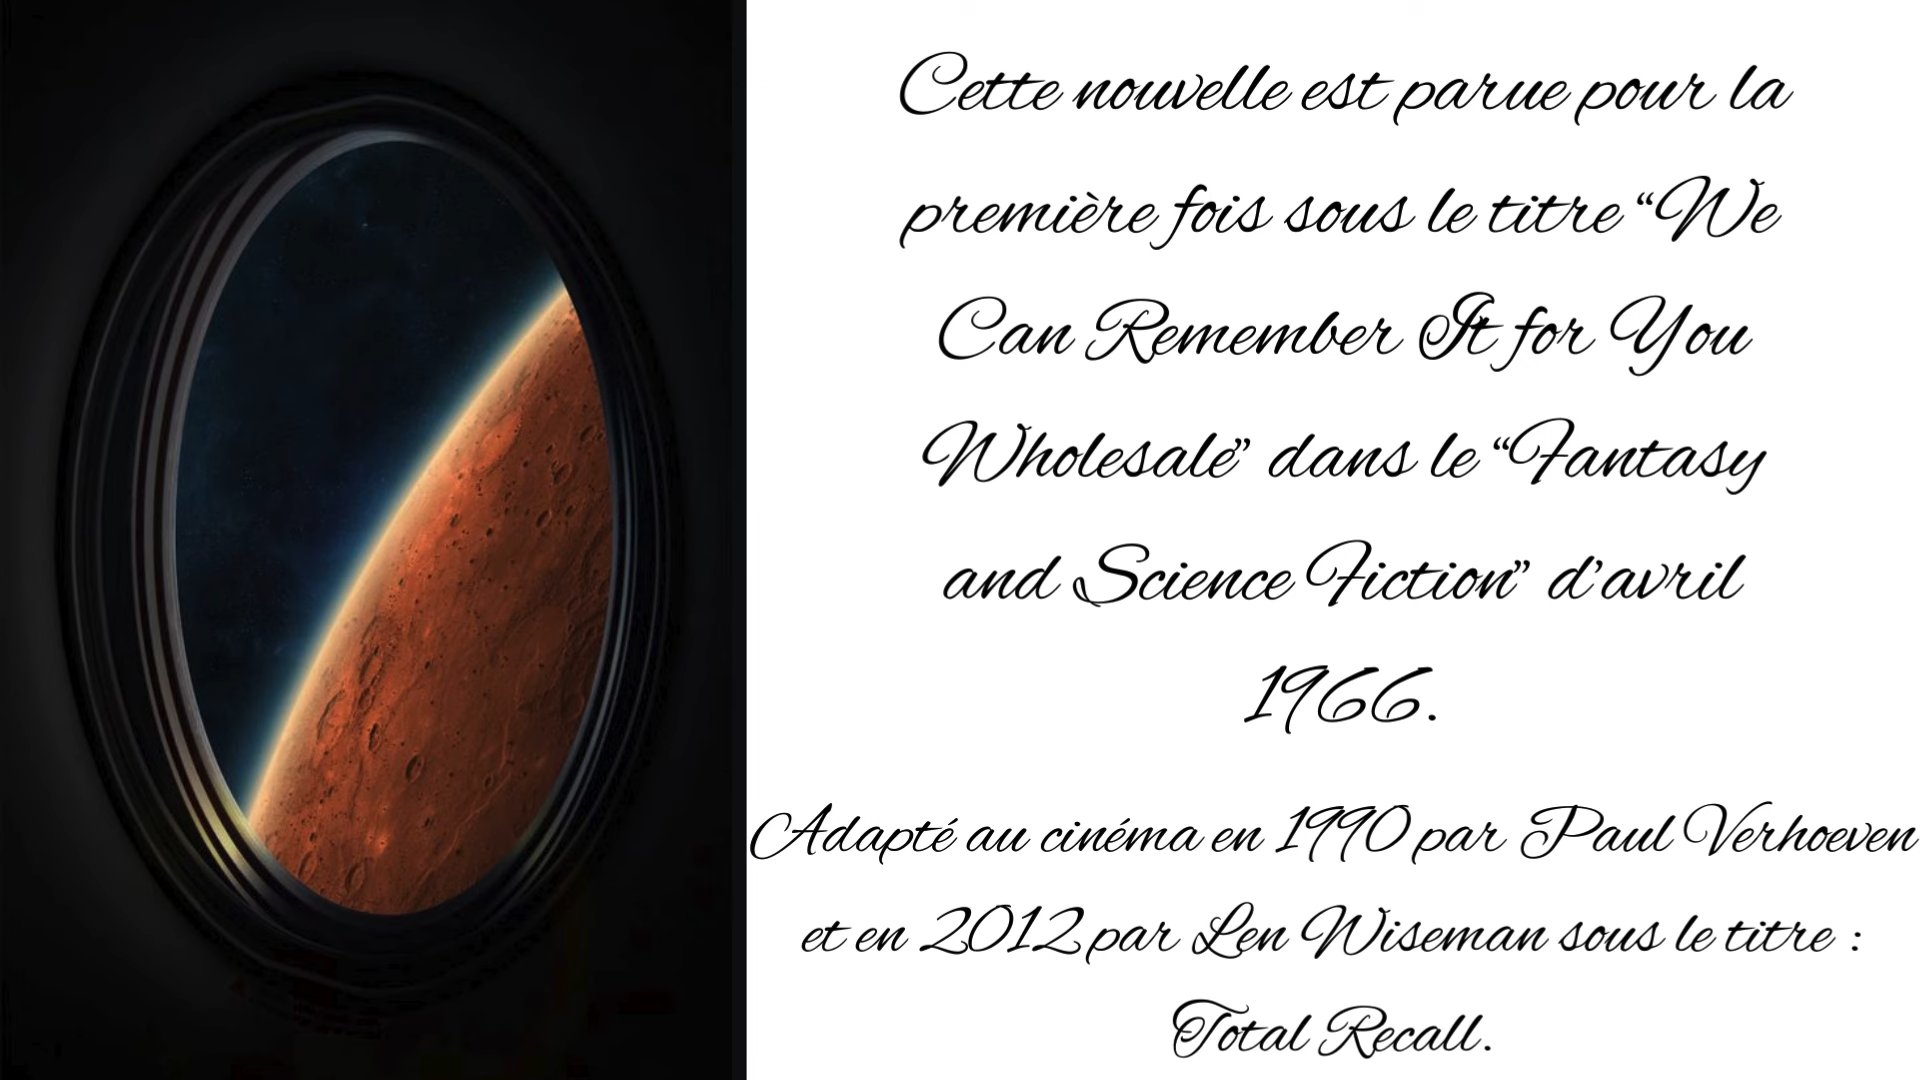 Cette nouvelle est parue pour la
première fois sous le titre “We
Can Remember It for You
Wholesale” dans le “Fantasy
and Science Fiction” d’avril
1966.
Adapté au cinéma en 1990 par Paul Verhoeven
et en 2012 par Len Wiseman sous le titre :
Total Recall.